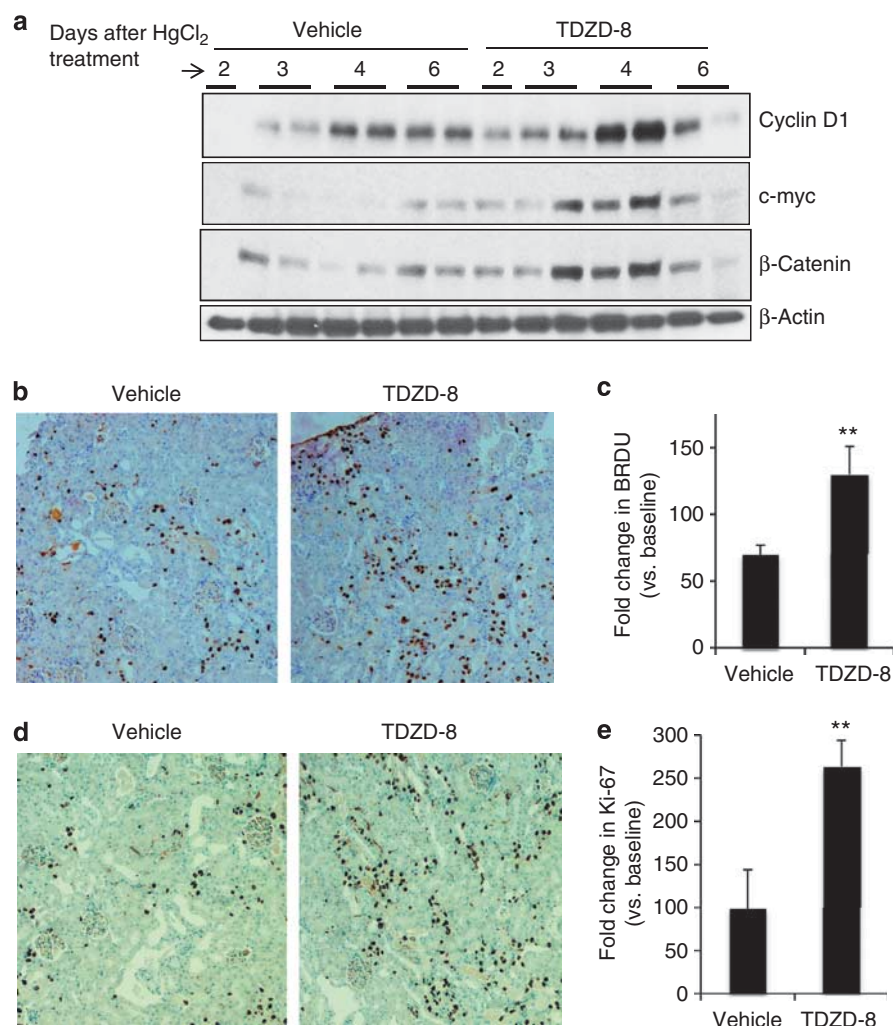 a
Days after HgCl₂ treatment
Vehicle
TDZD-8
→ 2 3 4 6 2 3 4 6
Cyclin D1
c-myc
β-Catenin
β-Actin
b
Vehicle
TDZD-8
c
Fold change in BRDU
(vs. baseline)
150
100
50
0
**
Vehicle
TDZD-8
d
Vehicle
TDZD-8
e
Fold change in Ki-67
(vs. baseline)
300
250
200
150
100
50
0
**
Vehicle
TDZD-8